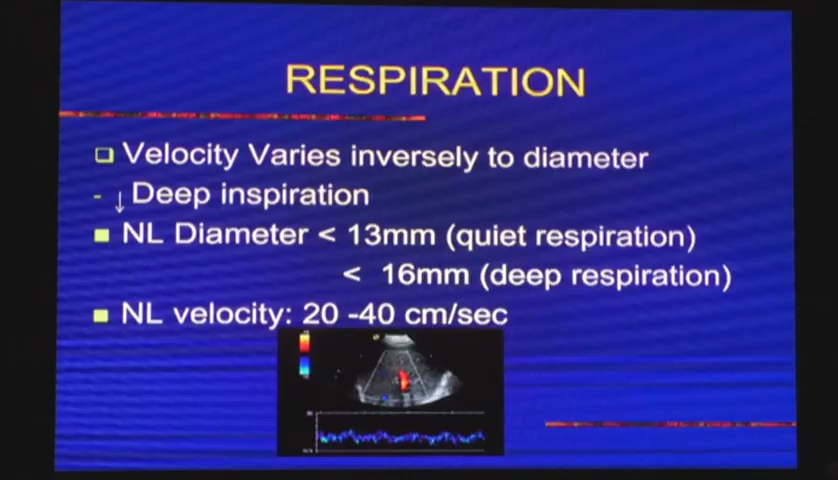 RESPIRATION
Velocity Varies inversely to diameter
- ↓ Deep inspiration
NL Diameter < 13mm (quiet respiration)
< 16mm (deep respiration)
NL velocity: 20 -40 cm/sec